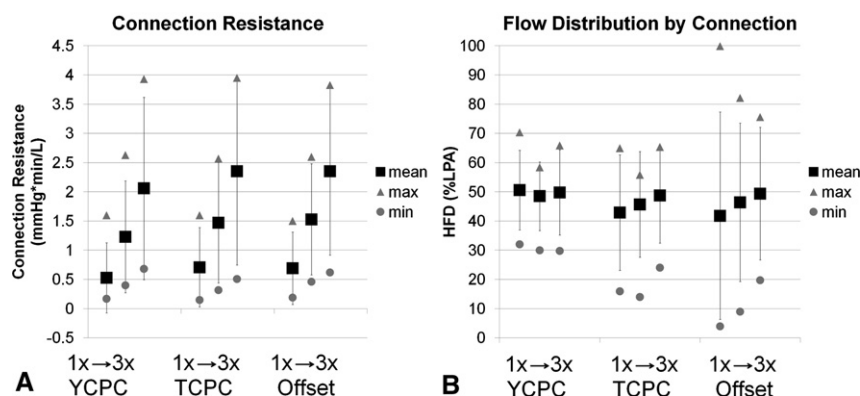 Connection Resistance
4.5
4
3.5
3
2.5
2
1.5
1
0.5
0
-0.5
Connection Resistance
(mmHg*min/L)
mean
max
min
1x→3x 1x→3x 1x→3x
YCPC TCPC Offset
A
Flow Distribution by Connection
100
90
80
70
60
50
40
30
20
10
0
HFD (%LPA)
mean
max
min
1x→3x 1x→3x 1x→3x
YCPC TCPC Offset
B